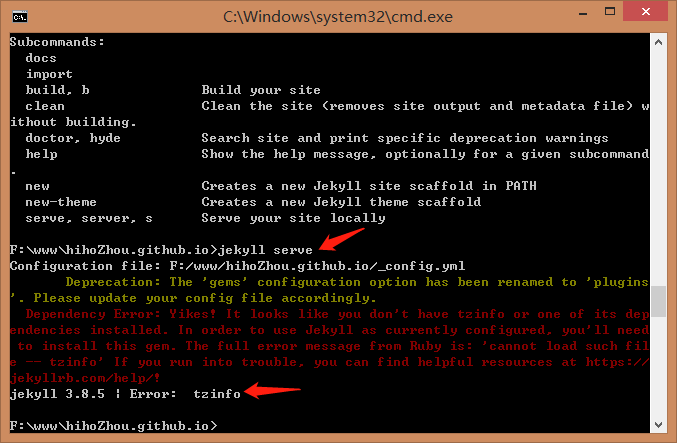 C:\Windows\system32\cmd.exe
Subcommands:
docs
import
build, b Build your site
clean Clean the site (removes site output and metadata file) w
ithout building.
doctor, hyde Search site and print specific deprecation warnings
help Show the help message, optionally for a given subcommand
.
new Creates a new Jekyll site scaffold in PATH
new-theme Creates a new Jekyll theme scaffold
serve, server, s Serve your site locally
F:\www\hihoZhou.github.io>jekyll serve
Configuration file: F:/www/hihoZhou.github.io/_config.yml
Deprecation: The 'gems' configuration option has been renamed to 'plugins
'. Please update your config file accordingly.
Dependency Error: Yikes! It looks like you don't have tzinfo or one of its dep
endencies installed. In order to use Jekyll as currently configured, you'll need
to install this gem. The full error message from Ruby is: 'cannot load such fil
e -- tzinfo' If you run into trouble, you can find helpful resources at https://
jekyllrb.com/help/!
jekyll 3.8.5 | Error:  tzinfo
F:\www\hihoZhou.github.io>